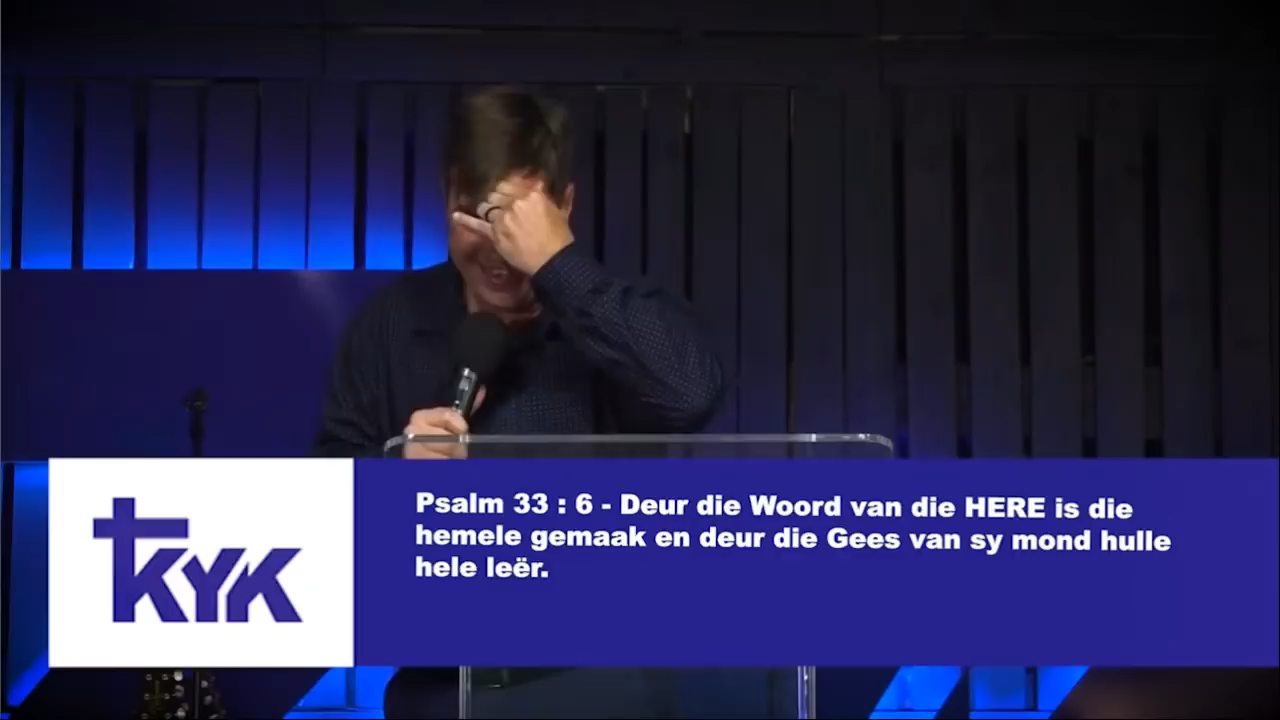 KYK
Psalm 33 : 6 - Deur die Woord van die HERE is die
hemele gemaak en deur die Gees van sy mond hulle
hele leër.